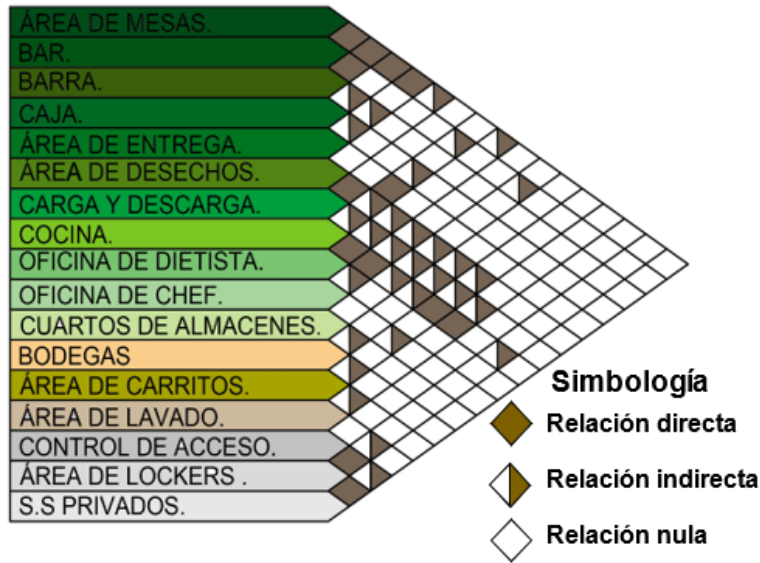 ÁREA DE MESAS.
BAR.
BARRA.
CAJA.
ÁREA DE ENTREGA.
ÁREA DE DESECHOS.
CARGA Y DESCARGA.
COCINA.
OFICINA DE DIETISTA.
OFICINA DE CHEF.
CUARTOS DE ALMACENES.
BODEGAS
ÁREA DE CARRITOS.
ÁREA DE LAVADO.
CONTROL DE ACCESO.
ÁREA DE LOCKERS .
S.S PRIVADOS.
Simbología
Relación directa
Relación indirecta
Relación nula